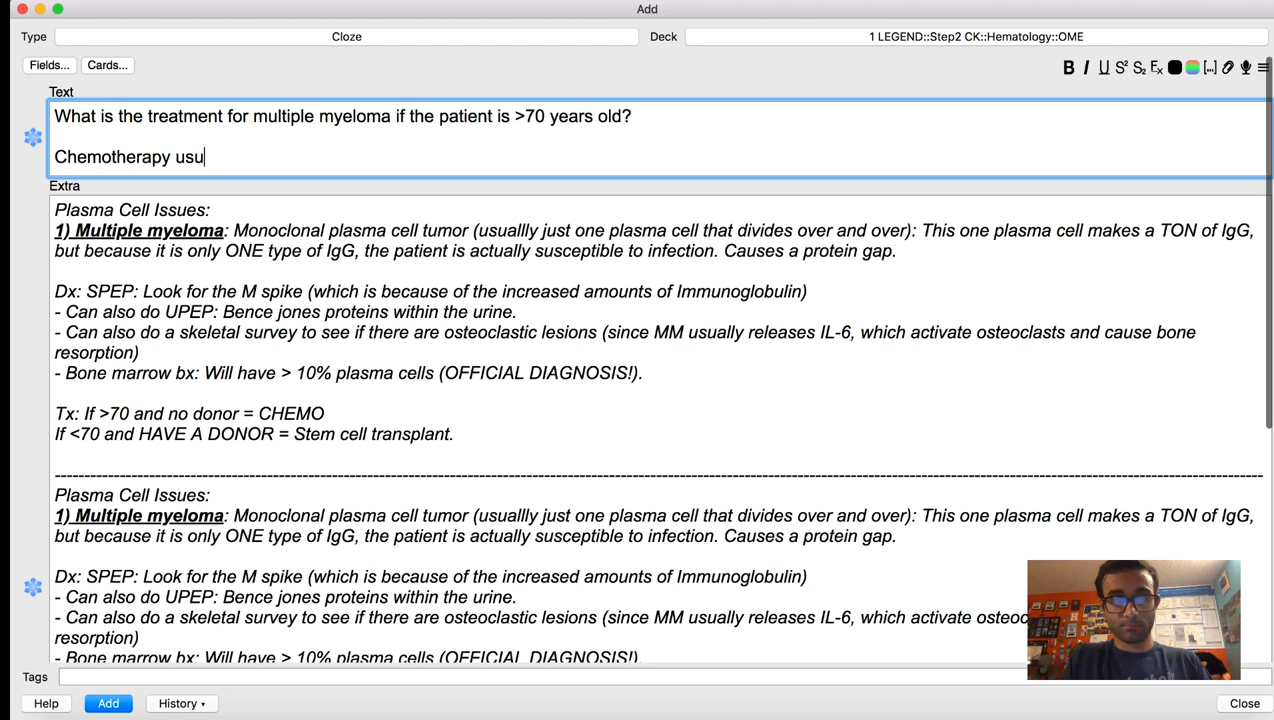 Add
Type Cloze Deck 1 LEGEND::Step2 CK::Hematology::OME
Fields... Cards... B I U S² S₂ Eₓ [...]
Text
What is the treatment for multiple myeloma if the patient is >70 years old?
Chemotherapy usu
Extra
Plasma Cell Issues:
1) Multiple myeloma: Monoclonal plasma cell tumor (usuallly just one plasma cell that divides over and over): This one plasma cell makes a TON of IgG,
but because it is only ONE type of IgG, the patient is actually susceptible to infection. Causes a protein gap.
Dx: SPEP: Look for the M spike (which is because of the increased amounts of Immunoglobulin)
- Can also do UPEP: Bence jones proteins within the urine.
- Can also do a skeletal survey to see if there are osteoclastic lesions (since MM usually releases IL-6, which activate osteoclasts and cause bone
resorption)
- Bone marrow bx: Will have > 10% plasma cells (OFFICIAL DIAGNOSIS!).
Tx: If >70 and no donor = CHEMO
If <70 and HAVE A DONOR = Stem cell transplant.
Plasma Cell Issues:
1) Multiple myeloma: Monoclonal plasma cell tumor (usuallly just one plasma cell that divides over and over): This one plasma cell makes a TON of IgG,
but because it is only ONE type of IgG, the patient is actually susceptible to infection. Causes a protein gap.
Dx: SPEP: Look for the M spike (which is because of the increased amounts of Immunoglobulin)
- Can also do UPEP: Bence jones proteins within the urine.
- Can also do a skeletal survey to see if there are osteoclastic lesions (since MM usually releases IL-6, which activate osteoc
resorption)
- Bone marrow bx: Will have > 10% plasma cells (OFFICIAL DIAGNOSIS!).
Tags
Help Add History Close